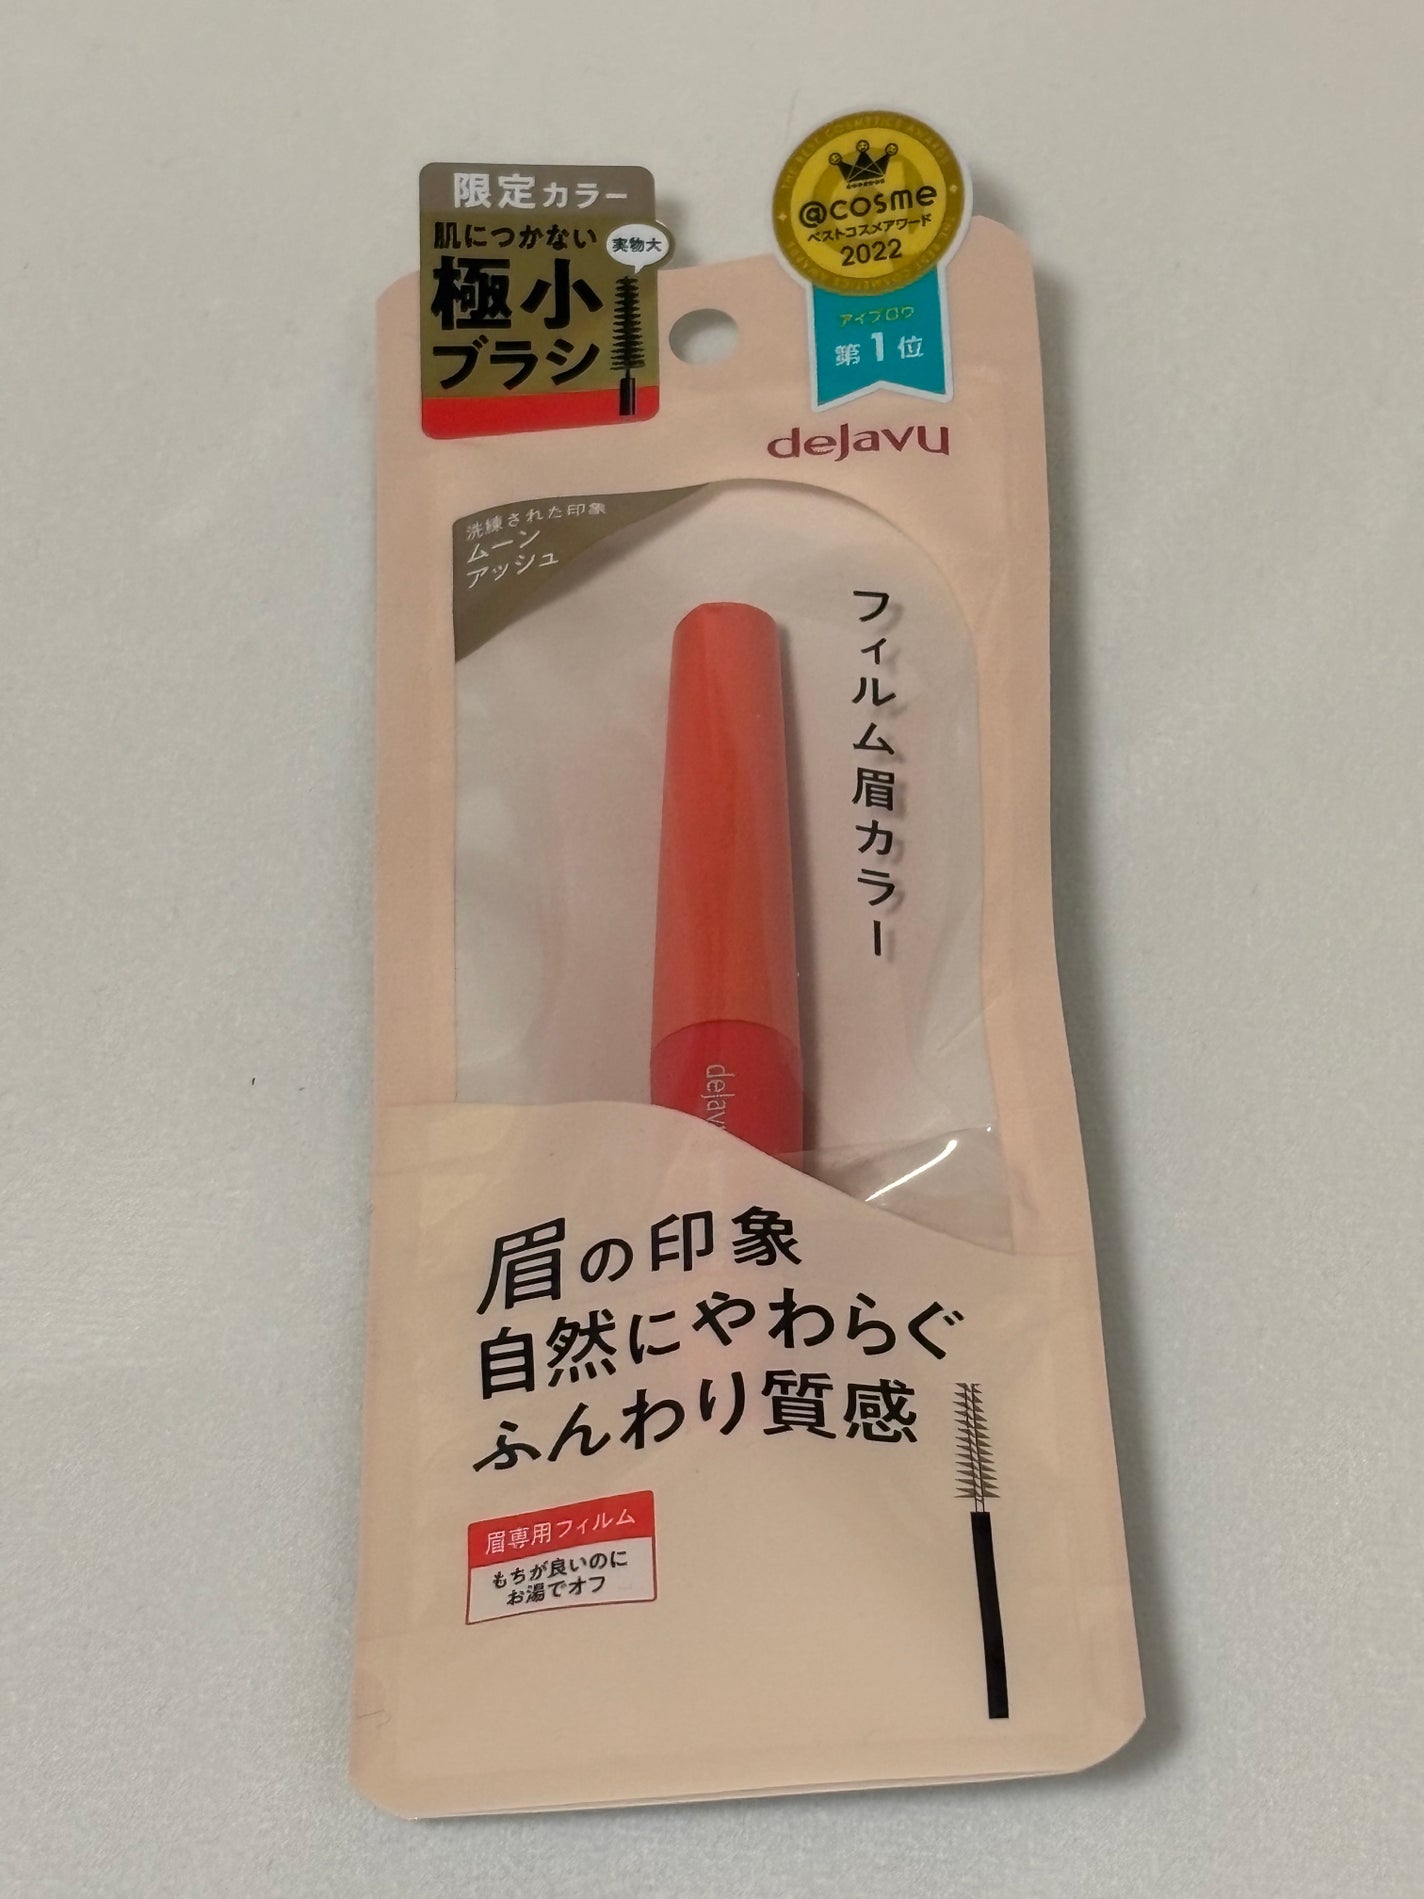 限定カラー
肌につかない
極小
ブラシ
実物大
THE BEST COSMETICS AWARDS
@cosme
ベストコスメアワード
2022
アイブロウ
第1位
dejavu
洗練された印象
ムーン
アッシュ
フィルム眉カラー
dejav
眉の印象
自然にやわらぐ
ふんわり質感
眉専用フィルム
もちが良いのに
お湯でオフ